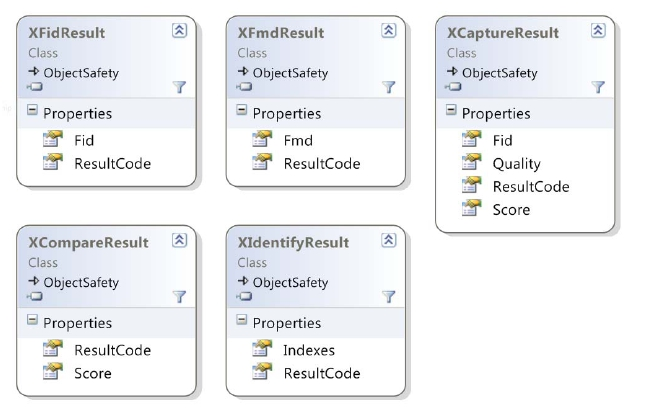 XFidResult
Class
ObjectSafety
Properties
Fid
ResultCode
XFmdResult
Class
ObjectSafety
Properties
Fmd
ResultCode
XCaptureResult
Class
ObjectSafety
Properties
Fid
Quality
ResultCode
Score
XCompareResult
Class
ObjectSafety
Properties
ResultCode
Score
XIdentifyResult
Class
ObjectSafety
Properties
Indexes
ResultCode